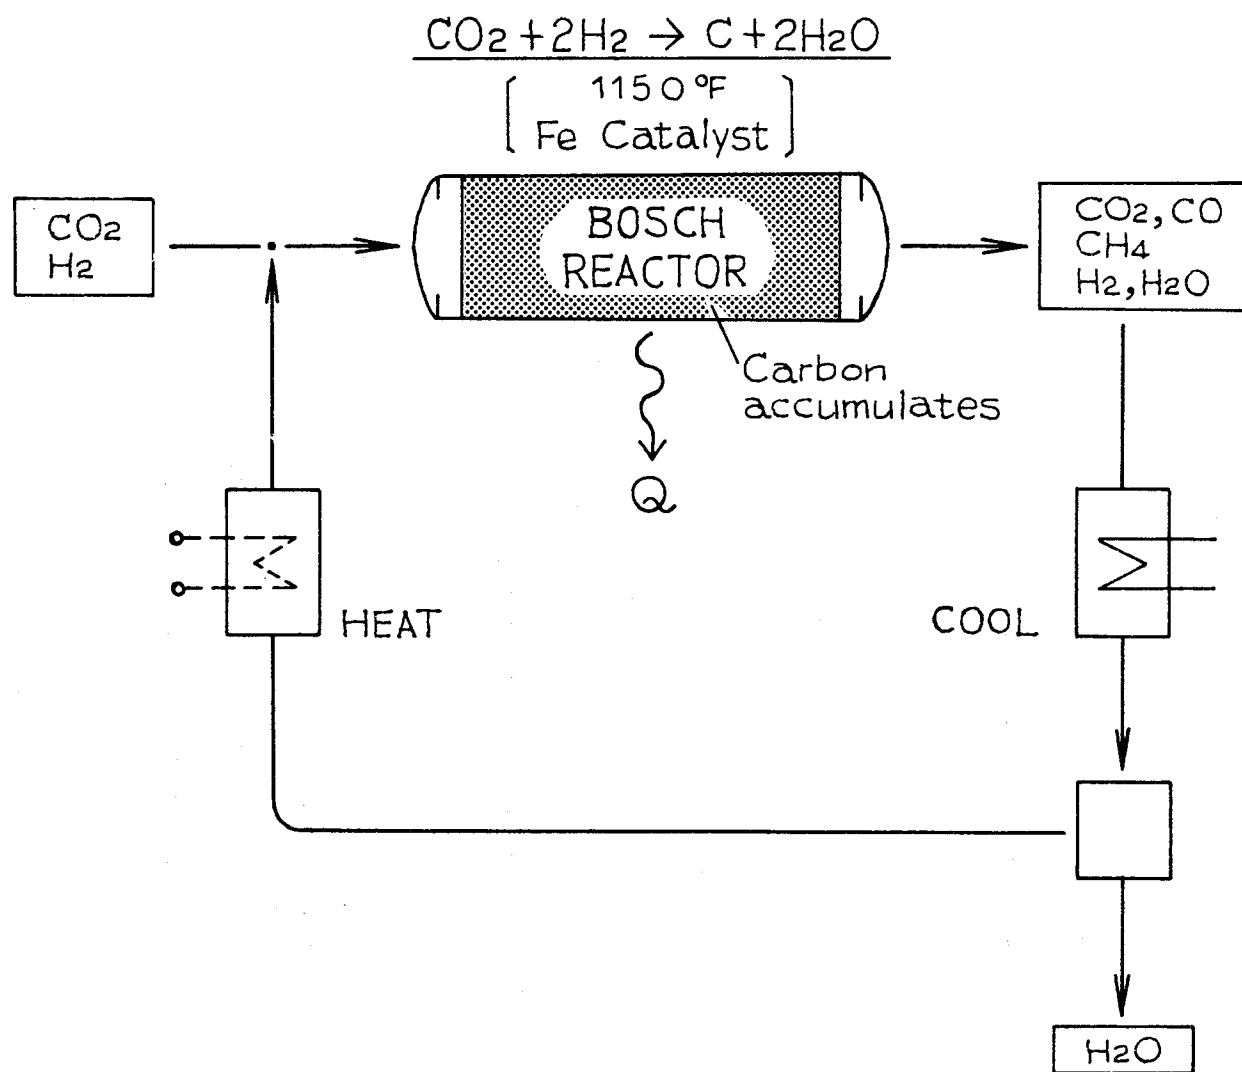 CO2 + 2H2 → C + 2H2O
1150 °F
Fe Catalyst
CO2
H2
BOSCH
REACTOR
CO2, CO
CH4
H2, H2O
Carbon
accumulates
Q
HEAT
COOL
H2O